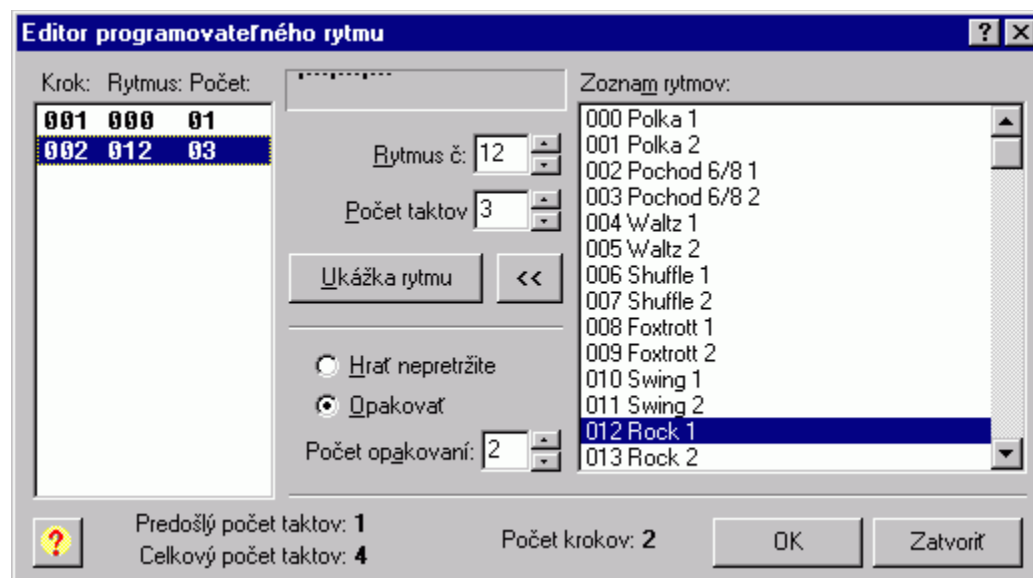 Editor programovateľného rytmu
Krok: Rytmus: Počet:
001 000 01
002 012 03
Rytmus č: 12
Počet taktov 3
Ukážka rytmu <<
Hrať nepretržite
Opakovať
Počet opakovaní: 2
Zoznam rytmov:
000 Polka 1
001 Polka 2
002 Pochod 6/8 1
003 Pochod 6/8 2
004 Waltz 1
005 Waltz 2
006 Shuffle 1
007 Shuffle 2
008 Foxtrott 1
009 Foxtrott 2
010 Swing 1
011 Swing 2
012 Rock 1
013 Rock 2
Predošlý počet taktov: 1
Celkový počet taktov: 4
Počet krokov: 2
OK
Zatvoriť